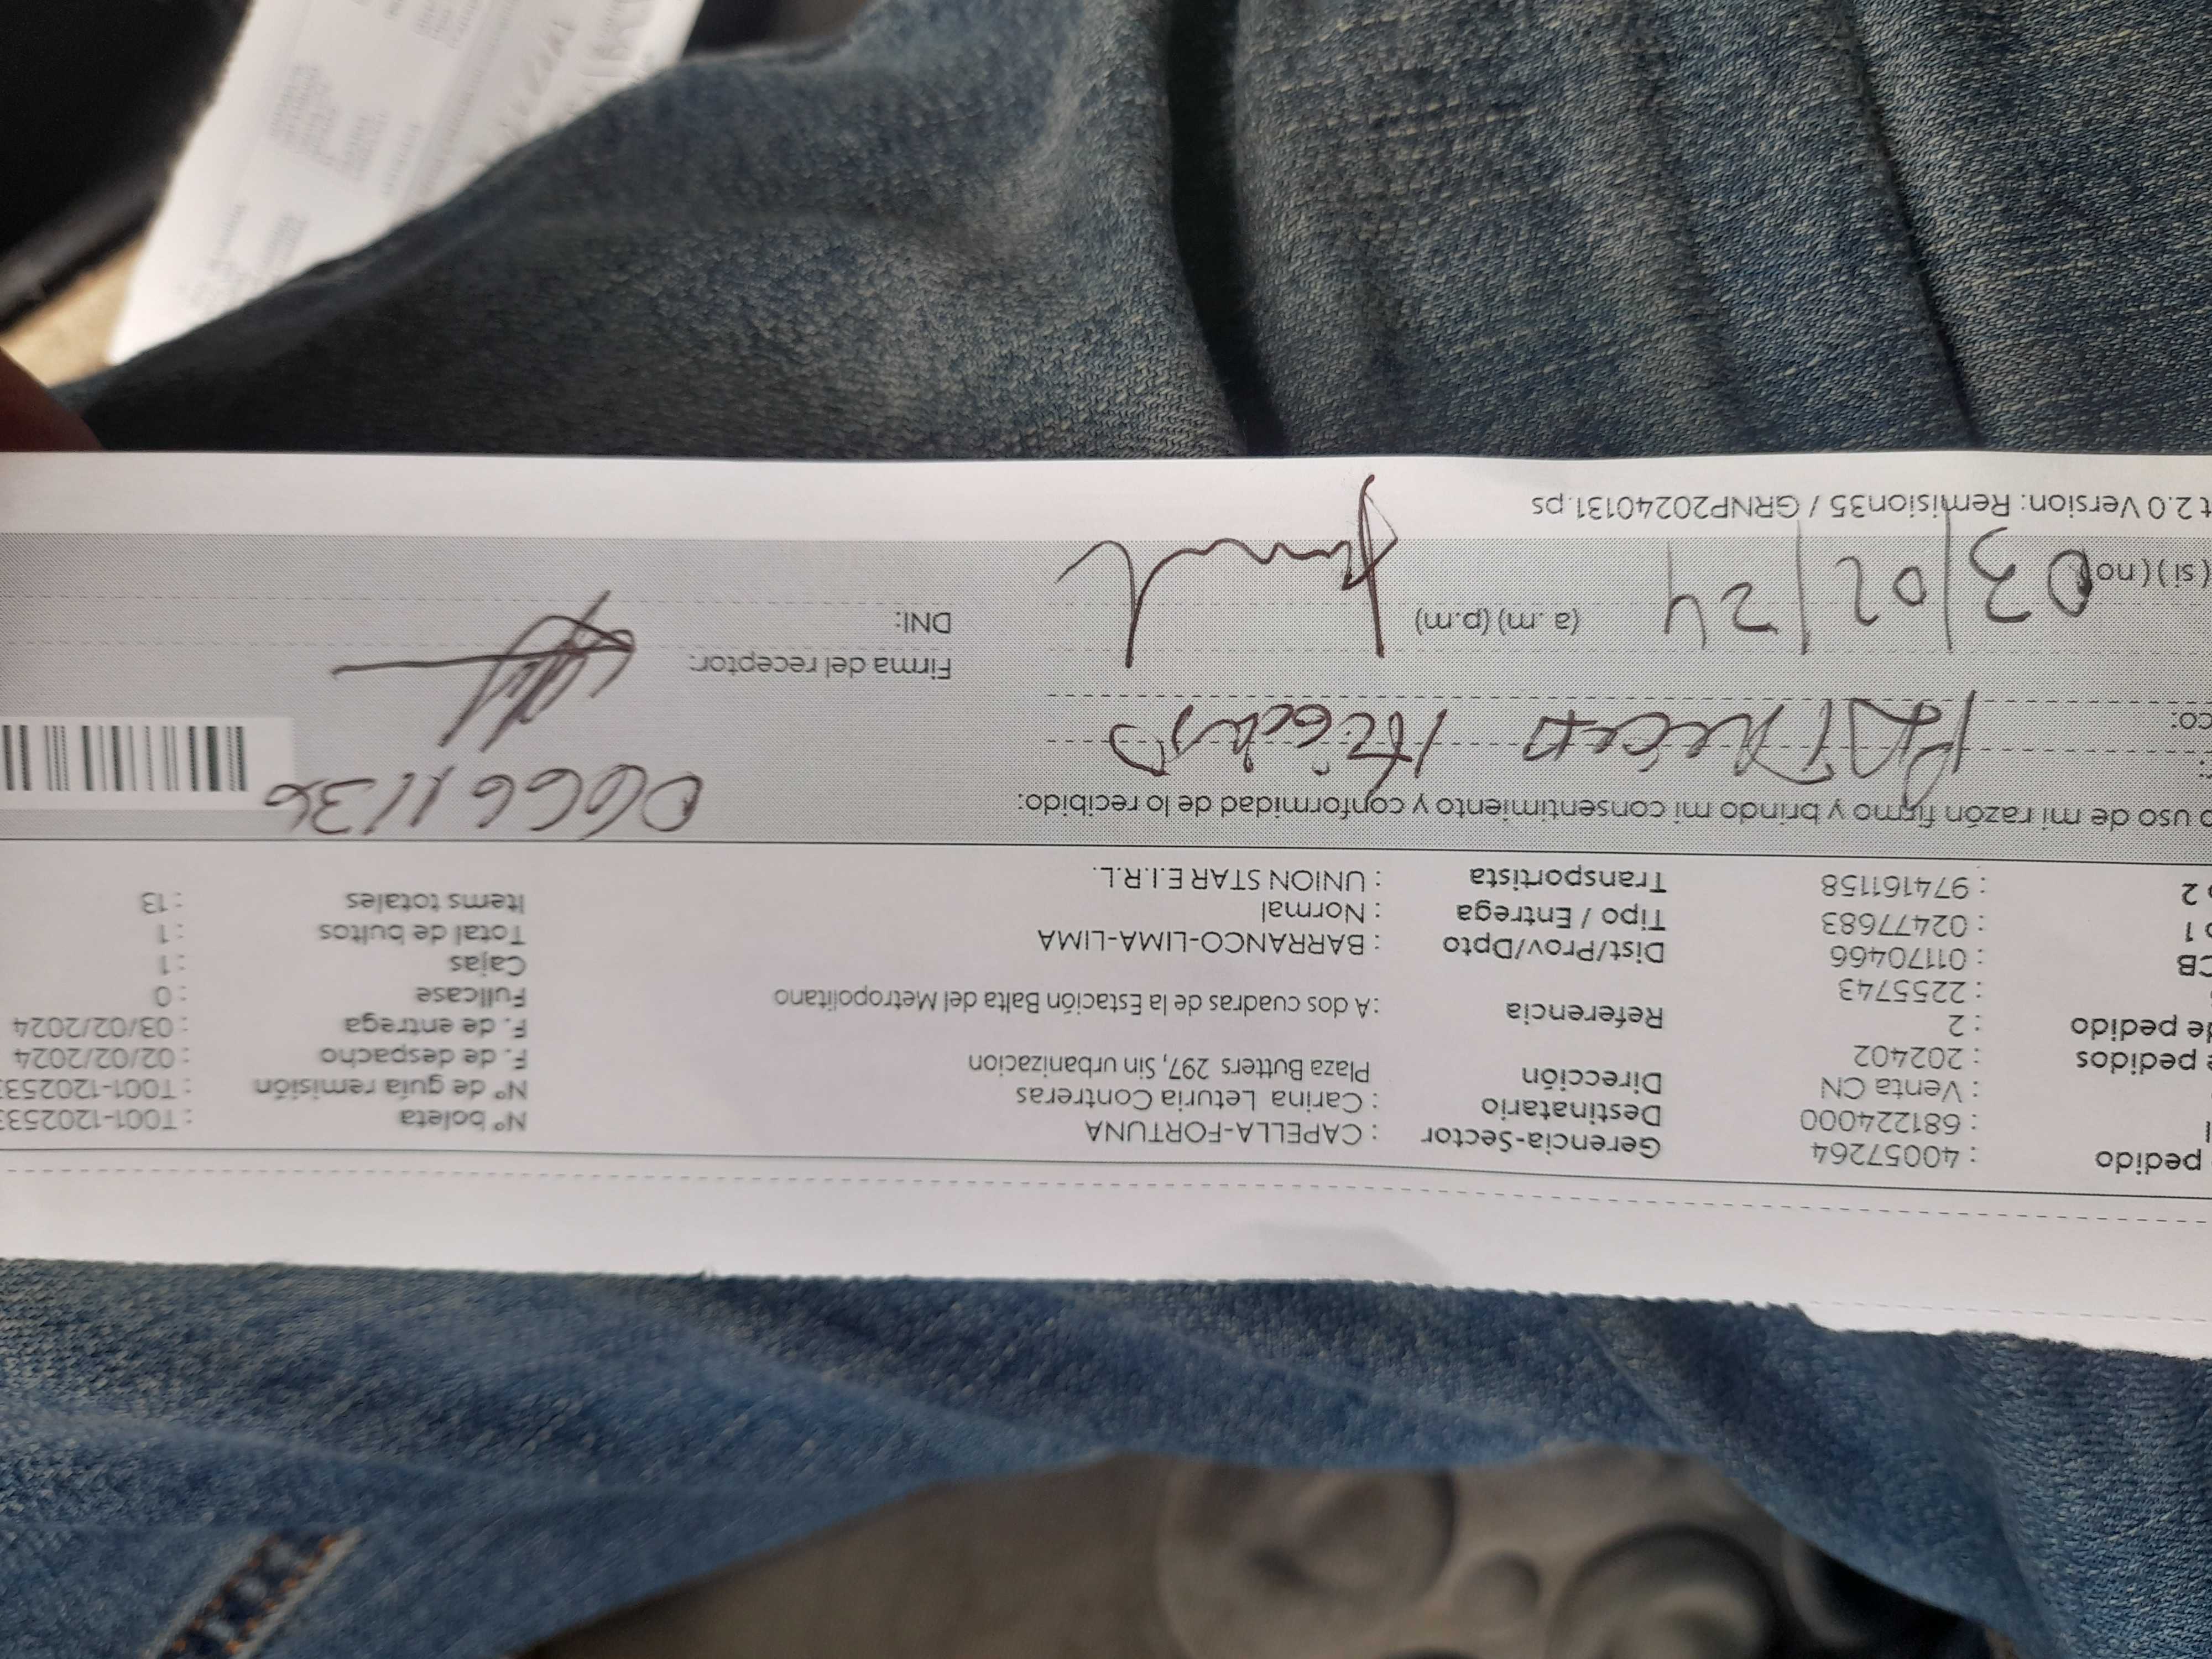 pedido : 40057264 Gerencia-Sector : CAPELLA-FORTUNA Nº boleta : T001-1202533
l : 681224000 Destinatario : Carina Leturia Contreras Nº de guía remisión : T001-1202533
: Venta CN Dirección Plaza Butters 297, Sin urbanizacion F. de despacho : 02/02/2024
e pedidos : 202402 F. de entrega : 03/02/2024
de pedido : 2 Referencia : A dos cuadras de la Estación Balta del Metropolitano Fullcase : 0
: 2255743 Cajas : 1
CB : 01170466 Dist/Prov/Dpto : BARRANCO-LIMA-LIMA Total de bultos : 1
o 1 : 02477683 Tipo / Entrega : Normal Items totales : 13
o 2 : 974161158 Transportista : UNION STAR E.I.R.L.
o uso de mi razón firmo y brindo mi consentimiento y conformidad de lo recibido:
co:
Firma del receptor:
03/02/24 (a .m) (p.m) DNI:
(si) (no)
t 2.0 Version: Remision35 / GRNP20240131.ps